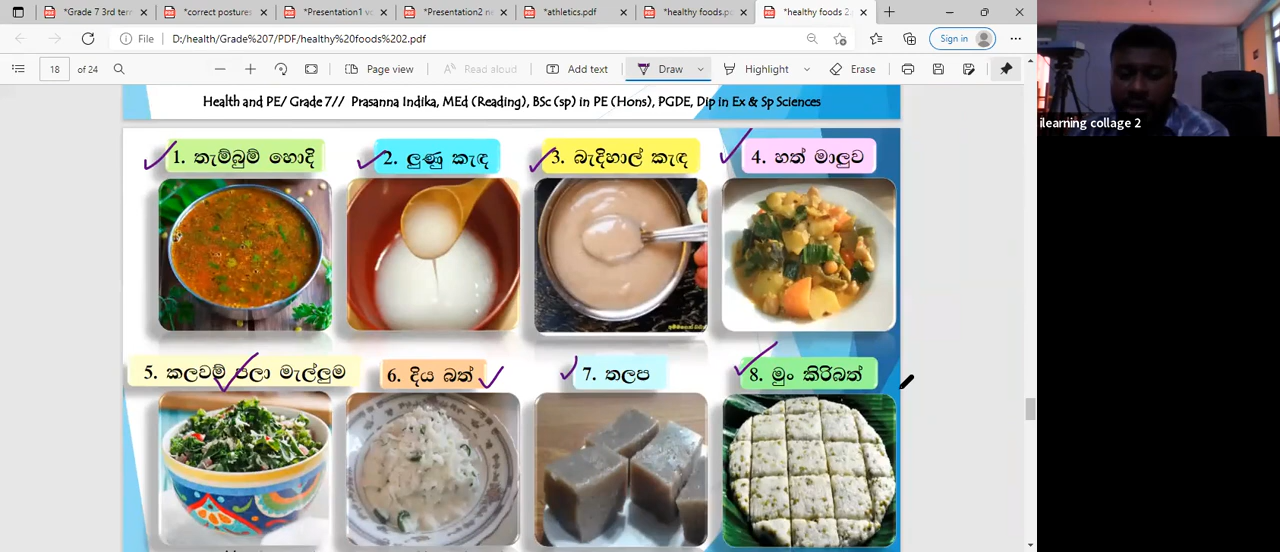 *Grade 7 3rd terr
*correct postures
*Presentation1 vc
*Presentation2 n
*athletics.pdf
*healthy foods.p
*healthy foods 2
File
D:/health/Grade%207/PDF/healthy%20foods%202.pdf
Sign in
18 of 24
Page view
Read aloud
Add text
Draw
Highlight
Erase
ilearning collage 2
Health and PE/ Grade 7// Prasanna Indika, MEd (Reading), BSc (sp) in PE (Hons), PGDE, Dip in Ex & Sp Sciences
1. තැම්බුම් හොදි
2. ලුණු කැඳ
3. බැදිහාල් කැඳ
4. හත් මාලුව
5. කලවම් පලා මැල්ලුම
6. දිය බත්
7. තලප
8. මුං කිරිබත්